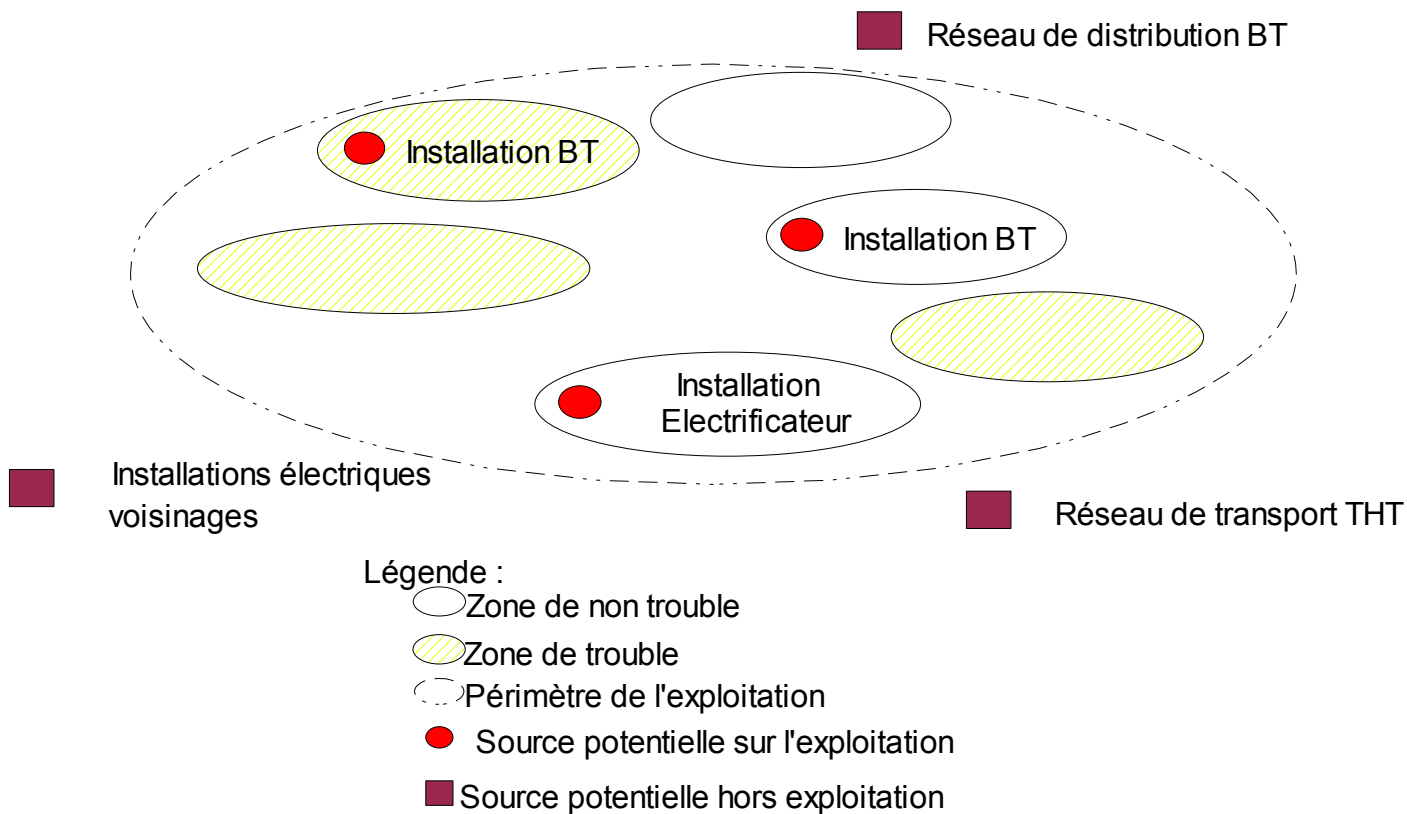 Réseau de distribution BT
Installation BT
Installation BT
Installation
Electrificateur
Installations électriques
voisinages
Réseau de transport THT
Légende :
Zone de non trouble
Zone de trouble
Périmètre de l'exploitation
Source potentielle sur l'exploitation
Source potentielle hors exploitation